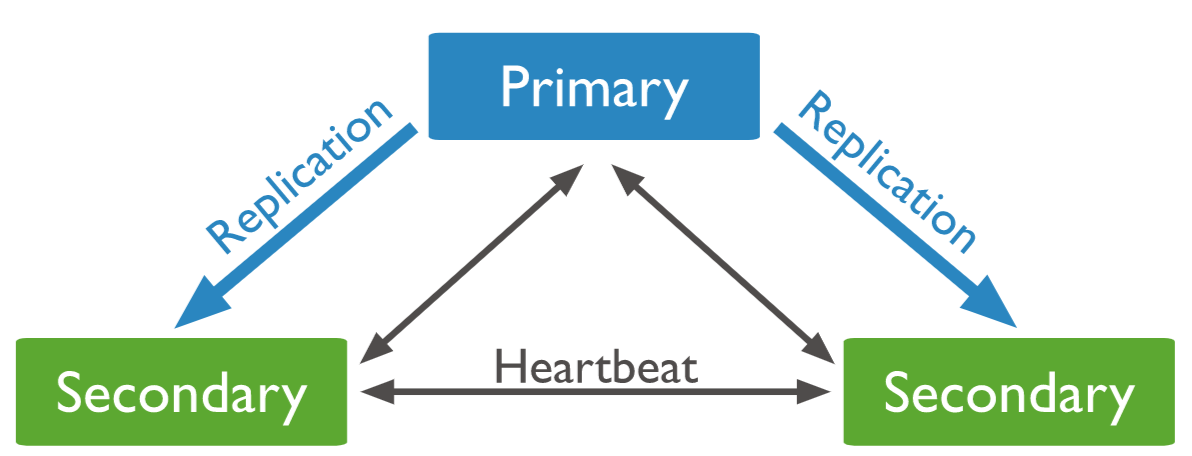 Primary
Replication
Replication
Heartbeat
Secondary
Secondary